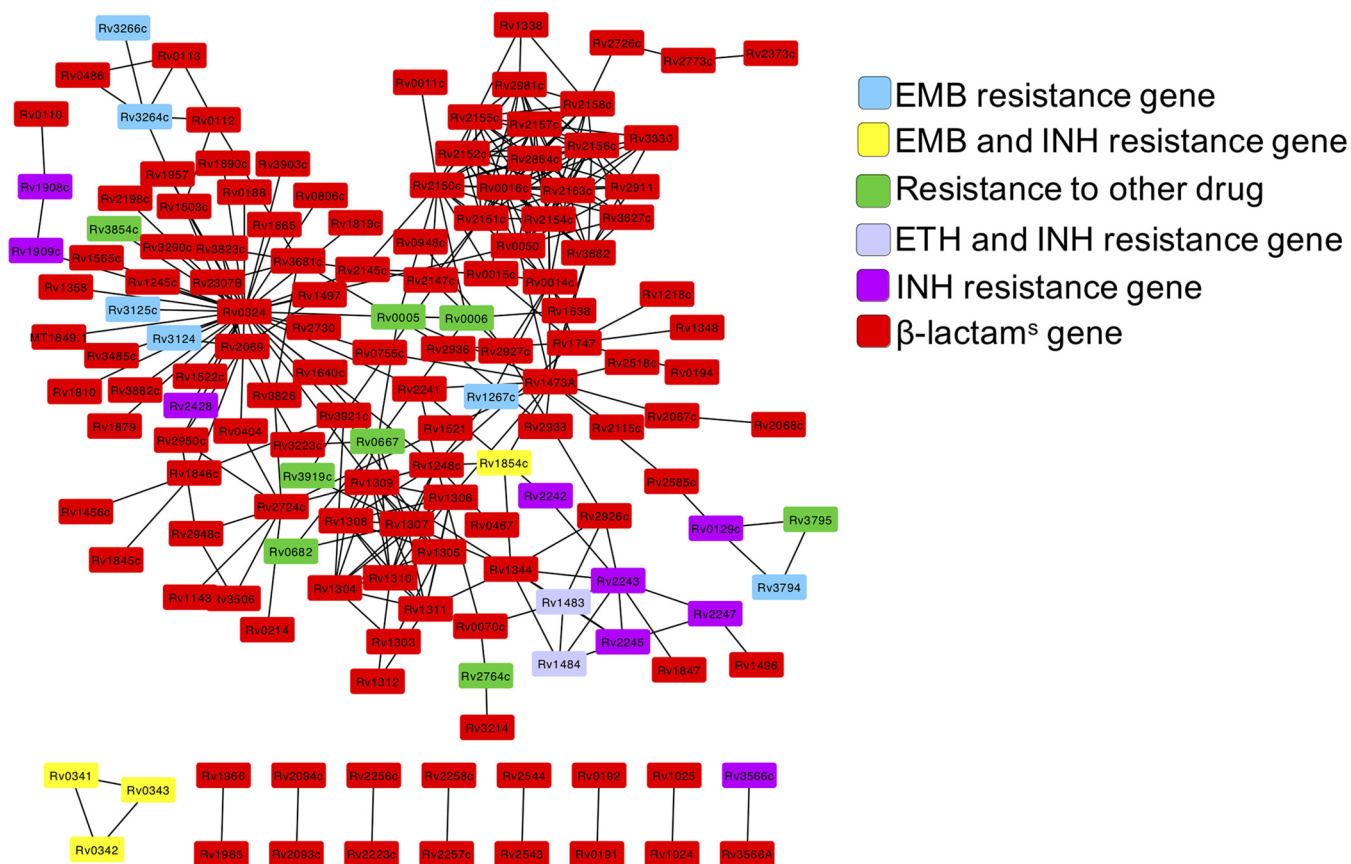 Rv3266c
Rv1338
Rv2726c
Rv2773c
Rv2373c
Rv0113
Rv0486
Rv0011c
Rv2981c
Rv2158c
Rv0110
Rv3264c
Rv0112
Rv2155c
Rv2157c
Rv3330
Rv2156c
Rv2152c
Rv2864c
Rv1890c
Rv3903c
Rv1957
Rv1908c
Rv0188
Rv0806c
Rv2150c
Rv0016c
Rv2163c
Rv2911
Rv2198c
Rv1503c
Rv1665
Rv1819c
Rv2151c
Rv2154c
Rv3627c
Rv3854c
Rv1909c
Rv3290c
Rv3823c
Rv0948c
Rv0050
Rv3682
Rv1565c
Rv3681c
Rv2145c
Rv0015c
Rv0014c
Rv1358
Rv1245c
Rv2307B
Rv2147c
Rv1497
Rv1218c
Rv3125c
Rv0324
Rv0005
Rv0006
Rv1638
Rv1348
MT1849.1
Rv3124
Rv2730
Rv1747
Rv3485c
Rv2069
Rv0755c
Rv2936
Rv2927c
Rv2518c
Rv0194
Rv1810
Rv3882c
Rv1522c
Rv1640c
Rv1473A
Rv2241
Rv1267c
Rv2428
Rv3826
Rv1879
Rv0404
Rv3921c
Rv1521
Rv2933
Rv2115c
Rv2067c
Rv2068c
Rv2950c
Rv3223c
Rv0667
Rv1846c
Rv3919c
Rv1309
Rv1248c
Rv1854c
Rv2242
Rv2585c
Rv1456c
Rv2724c
Rv1308
Rv1307
Rv1306
Rv0467
Rv2926c
Rv0129c
Rv3795
Rv2948c
Rv0682
Rv1305
Rv1845c
Rv1304
Rv1310
Rv1344
Rv2243
Rv3794
Rv1143
tv3506
Rv1311
Rv1483
Rv2247
Rv0214
Rv1303
Rv0070c
Rv2245
Rv1312
Rv2764c
Rv1484
Rv1847
Rv1496
Rv3214
Rv0341
Rv0343
Rv0342
Rv1966
Rv2094c
Rv2256c
Rv2258c
Rv2544
Rv0192
Rv1025
Rv3566c
Rv1965
Rv2093c
Rv2223c
Rv2257c
Rv2543
Rv0191
Rv1024
Rv3566A
EMB resistance gene
EMB and INH resistance gene
Resistance to other drug
ETH and INH resistance gene
INH resistance gene
β-lactamˢ gene